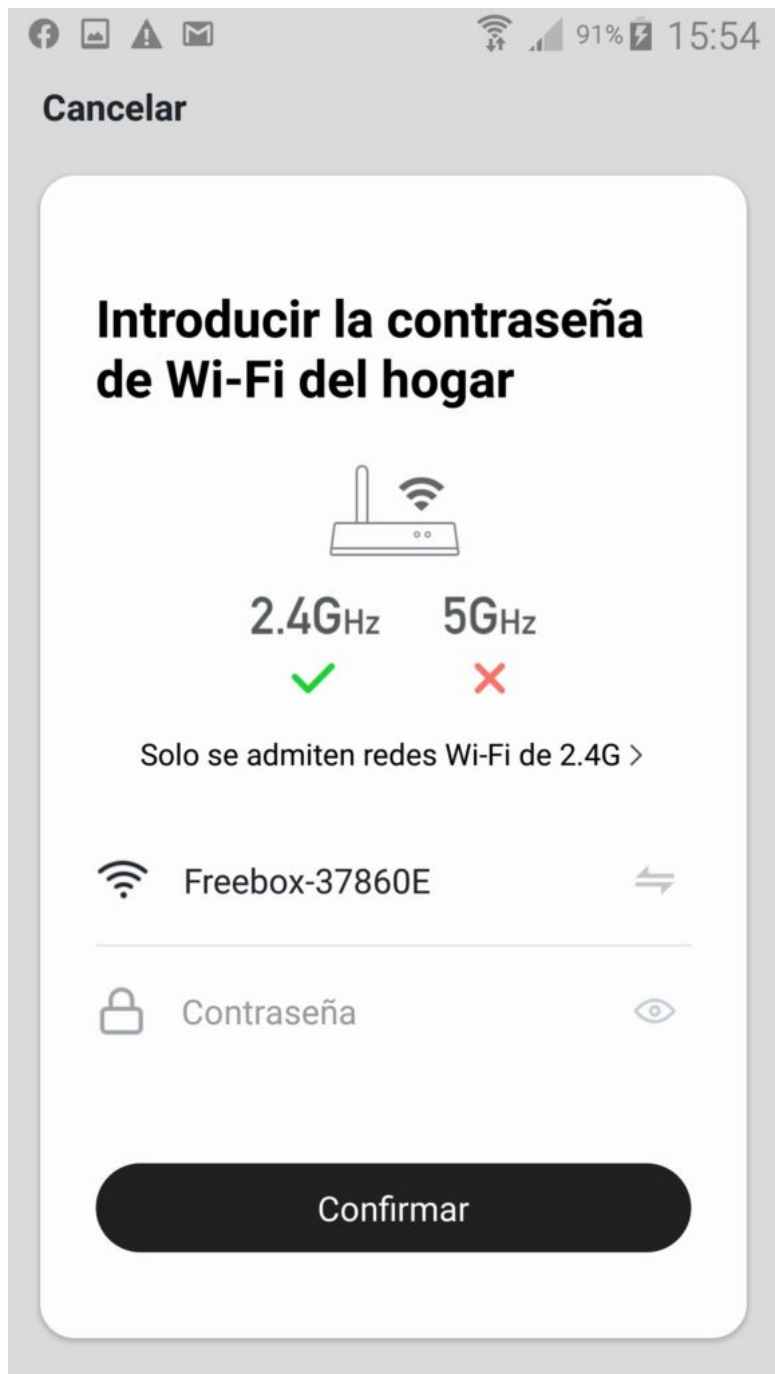 91% 15:54
Cancelar
Introducir la contraseña
de Wi-Fi del hogar
2.4GHz 5GHz
Solo se admiten redes Wi-Fi de 2.4G >
Freebox-37860E
Contraseña
Confirmar